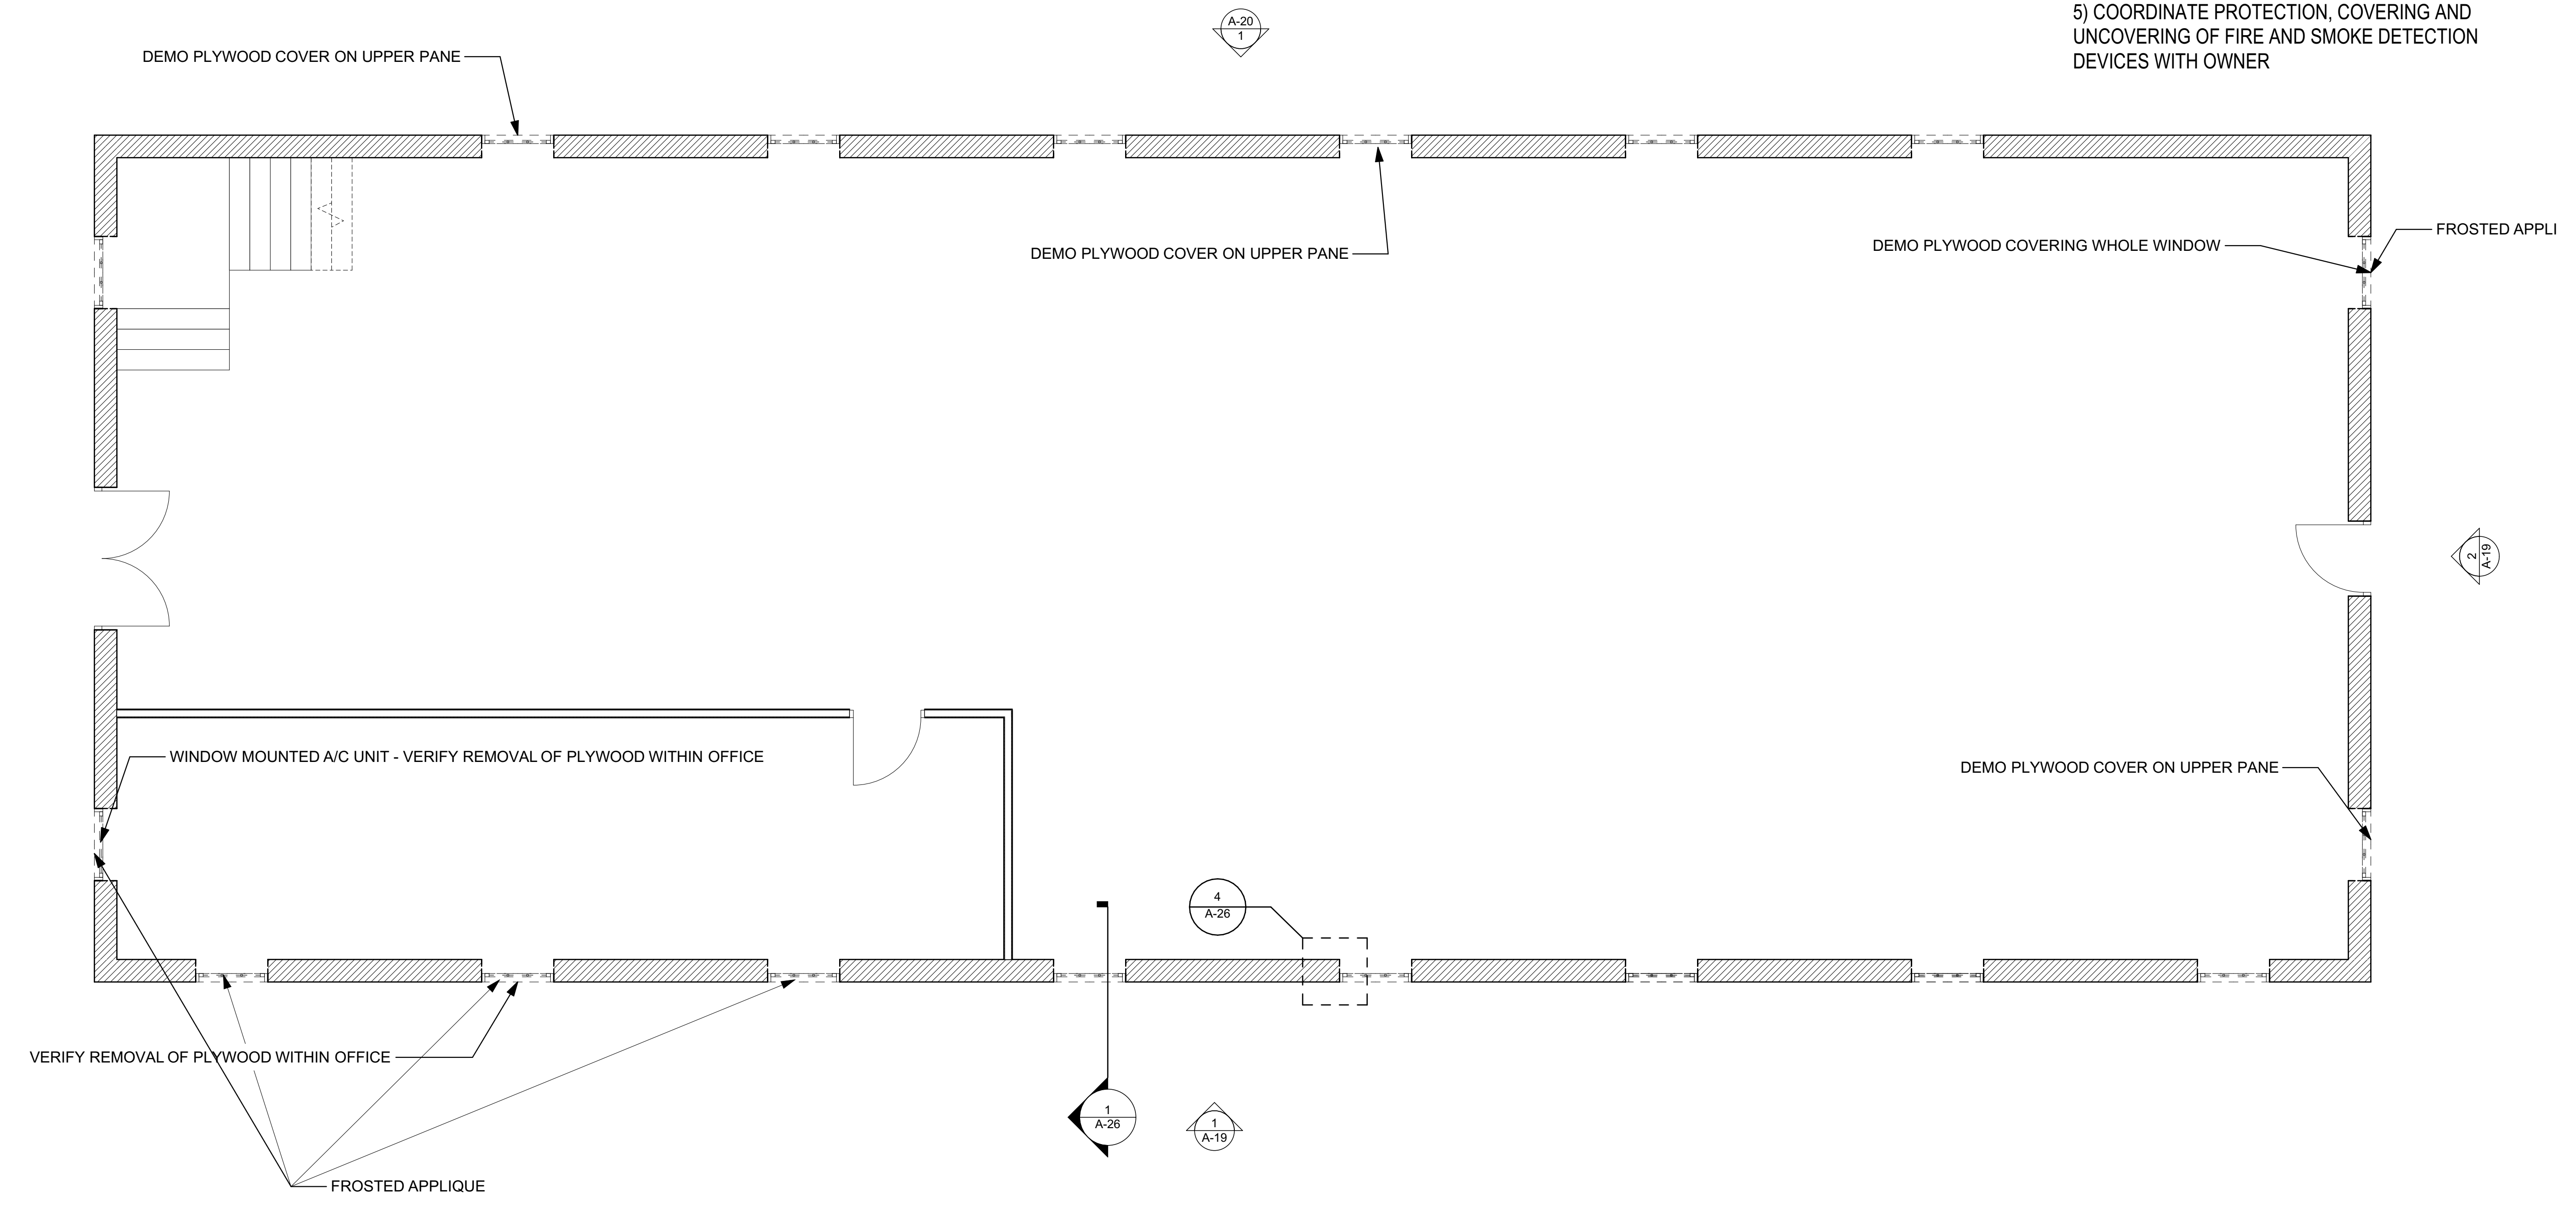 5) COORDINATE PROTECTION, COVERING AND
UNCOVERING OF FIRE AND SMOKE DETECTION
DEVICES WITH OWNER
A-20
1
DEMO PLYWOOD COVER ON UPPER PANE
FROSTED APPLI
DEMO PLYWOOD COVERING WHOLE WINDOW
DEMO PLYWOOD COVER ON UPPER PANE
2
A-19
WINDOW MOUNTED A/C UNIT - VERIFY REMOVAL OF PLYWOOD WITHIN OFFICE
DEMO PLYWOOD COVER ON UPPER PANE
4
A-26
VERIFY REMOVAL OF PLYWOOD WITHIN OFFICE
1
A-26
1
A-19
FROSTED APPLIQUE